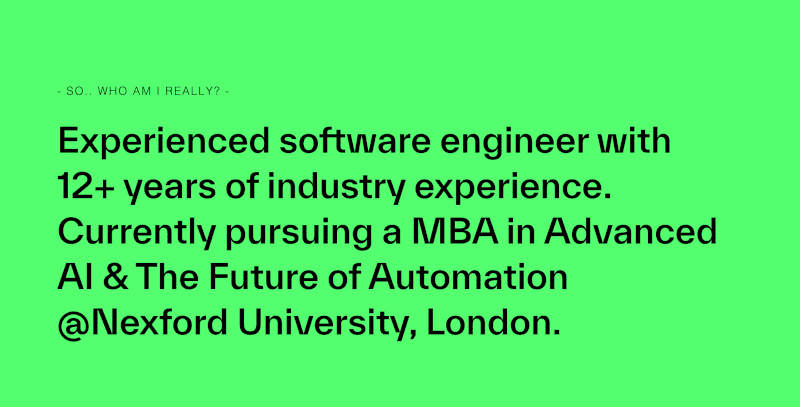 - SO.. WHO AM I REALLY? -
Experienced software engineer with
12+ years of industry experience.
Currently pursuing a MBA in Advanced
AI & The Future of Automation
@Nexford University, London.